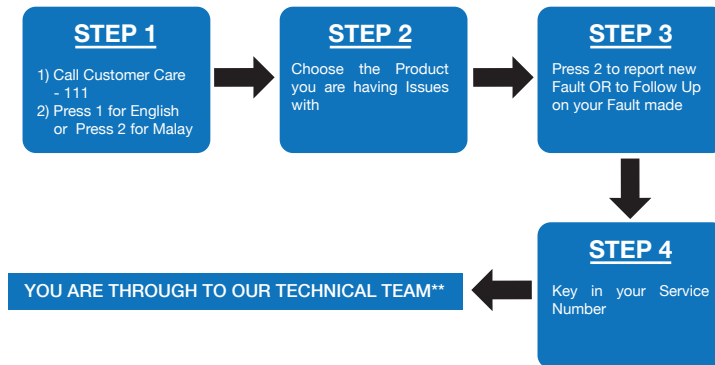 STEP 1
1) Call Customer Care
- 111
2) Press 1 for English
or Press 2 for Malay
STEP 2
Choose the Product
you are having Issues
with
STEP 3
Press 2 to report new
Fault OR to Follow Up
on your Fault made
STEP 4
Key in your Service
Number
YOU ARE THROUGH TO OUR TECHNICAL TEAM**